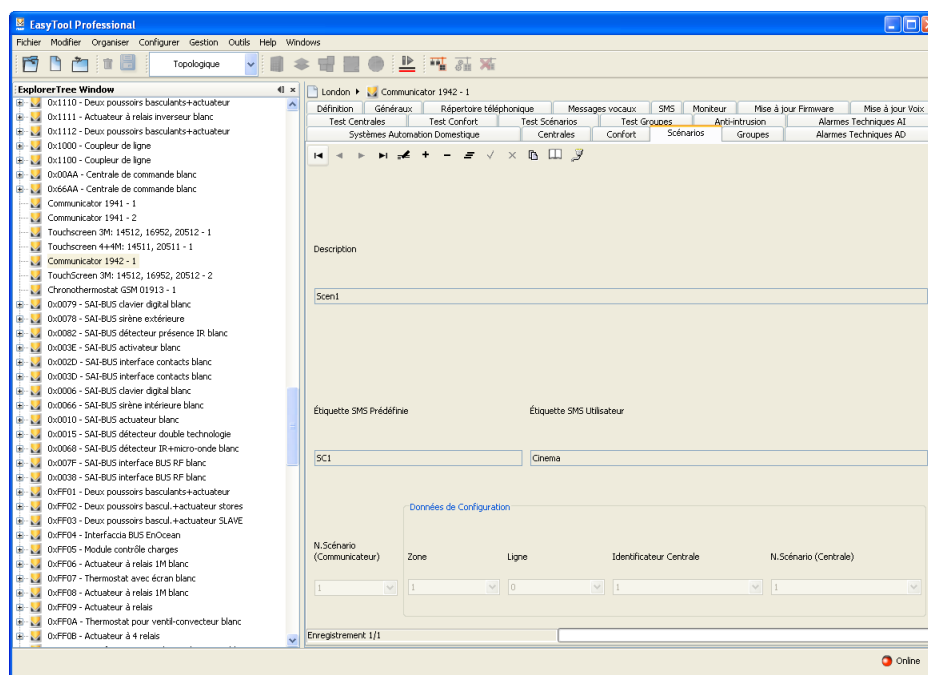 EasyTool Professional
Fichier Modifier Organiser Configurer Gestion Outils Help Windows
Topologique
ExplorerTree Window
0x1110 - Deux poussoirs basculants+actuateur
0x1111 - Actuateur à relais inverseur blanc
0x1112 - Deux poussoirs basculants+actuateur
0x1000 - Coupleur de ligne
0x1100 - Coupleur de ligne
0x00AA - Centrale de commande blanc
0x66AA - Centrale de commande blanc
Communicator 1941 - 1
Communicator 1941 - 2
Touchscreen 3M: 14512, 16952, 20512 - 1
Touchscreen 4+4M: 14511, 20511 - 1
Communicator 1942 - 1
TouchScreen 3M: 14512, 16952, 20512 - 2
Chronothermostat GSM 01913 - 1
0x0079 - SAI-BUS clavier digital blanc
0x0078 - SAI-BUS sirène extérieure
0x0082 - SAI-BUS détecteur présence IR blanc
0x003E - SAI-BUS activateur blanc
0x002D - SAI-BUS interface contacts blanc
0x003D - SAI-BUS interface contacts blanc
0x0006 - SAI-BUS clavier digital blanc
0x0066 - SAI-BUS sirène intérieure blanc
0x0010 - SAI-BUS actuateur blanc
0x0015 - SAI-BUS détecteur double technologie
0x0068 - SAI-BUS détecteur IR+micro-onde blanc
0x007F - SAI-BUS interface BUS RF blanc
0x0038 - SAI-BUS interface BUS RF blanc
0xFF01 - Deux poussoirs basculants+actuateur
0xFF02 - Deux poussoirs bascul.+actuateur stores
0xFF03 - Deux poussoirs bascul.+actuateur SLAVE
0xFF04 - Interfaccia BUS EnOcean
0xFF05 - Module contrôle charges
0xFF06 - Actuateur à relais 1M blanc
0xFF07 - Thermostat avec écran blanc
0xFF08 - Actuateur à relais 1M blanc
0xFF09 - Actuateur à relais
0xFF0A - Thermostat pour ventil-convecteur blanc
0xFF0B - Actuateur à 4 relais
London Communicator 1942 - 1
Définition Généraux Répertoire téléphonique Messages vocaux SMS Moniteur Mise à jour Firmware Mise à jour Voix
Test Centrales Test Confort Test Scénarios Test Groupes Anti-intrusion Alarmes Techniques AI
Systèmes Automation Domestique Centrales Confort Scénarios Groupes Alarmes Techniques AD
Description
Scen1
Étiquette SMS Prédéfinie Étiquette SMS Utilisateur
SC1 Cinema
Données de Configuration
N.Scénario
(Communicateur) Zone Ligne Identificateur Centrale N.Scénario (Centrale)
1 1 0 1 1
Enregistrement 1/1
Online